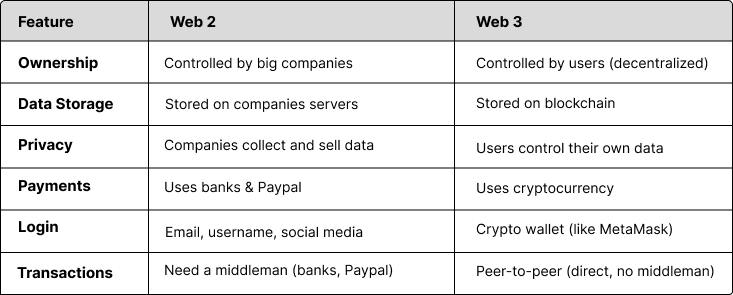 Feature Web 2 Web 3
Ownership Controlled by big companies Controlled by users (decentralized)
Data Storage Stored on companies servers Stored on blockchain
Privacy Companies collect and sell data Users control their own data
Payments Uses banks & Paypal Uses cryptocurrency
Login Email, username, social media Crypto wallet (like MetaMask)
Transactions Need a middleman (banks, Paypal) Peer-to-peer (direct, no middleman)